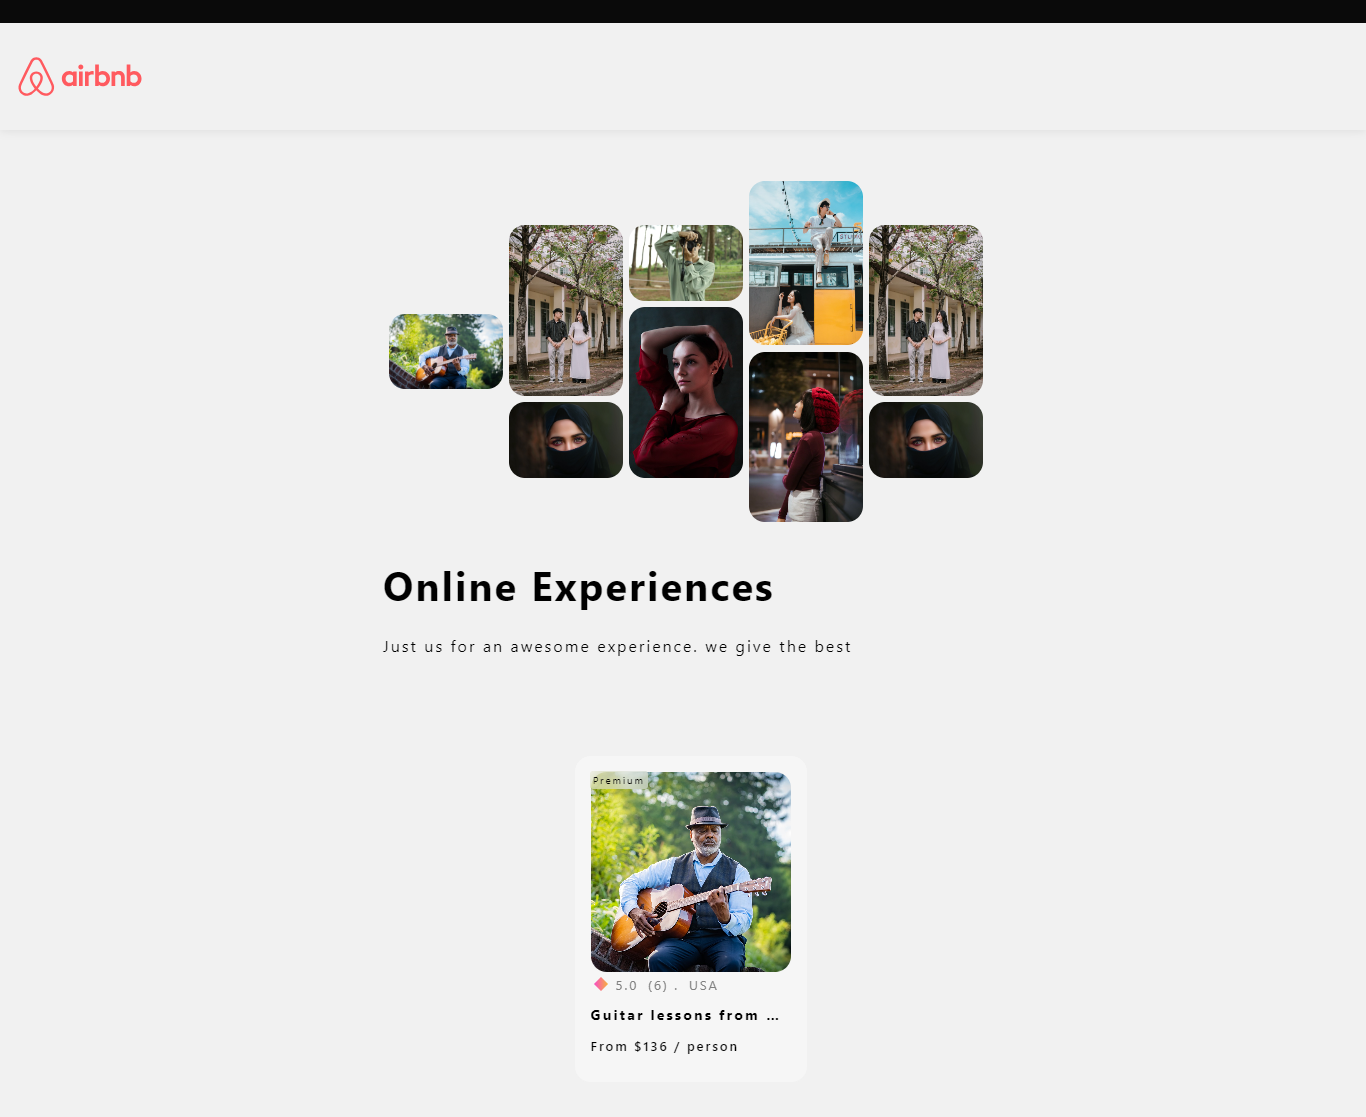 airbnb
STU
Online Experiences
Just us for an awesome experience. we give the best
Premium
5.0 (6) . USA
Guitar lessons from ...
From $136 / person